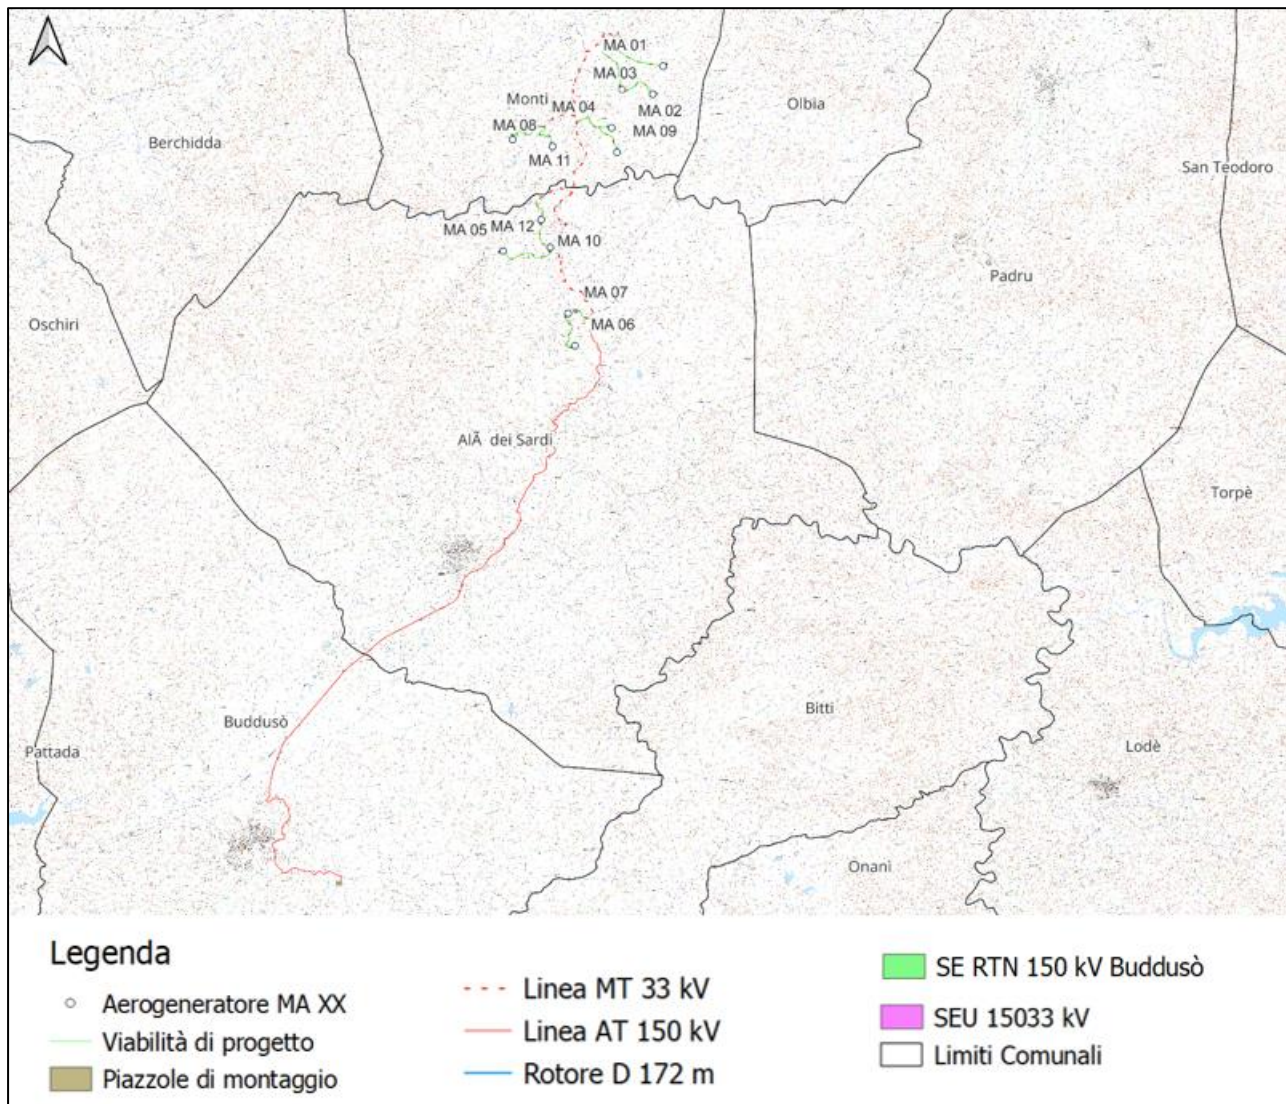 MA 01
MA 03
Monti
MA 04
MA 02
Olbia
MA 08
MA 09
Berchidda
MA 11
San Teodoro
MA 05
MA 12
MA 10
Padru
MA 07
Oschiri
MA 06
AlÃ  dei Sardi
Torpè
Buddusò
Bitti
Pattada
Lodè
Onanì
Legenda
Aerogeneratore MA XX
Viabilità di progetto
Piazzole di montaggio
Linea MT 33 kV
Linea AT 150 kV
Rotore D 172 m
SE RTN 150 kV Buddusò
SEU 15033 kV
Limiti Comunali